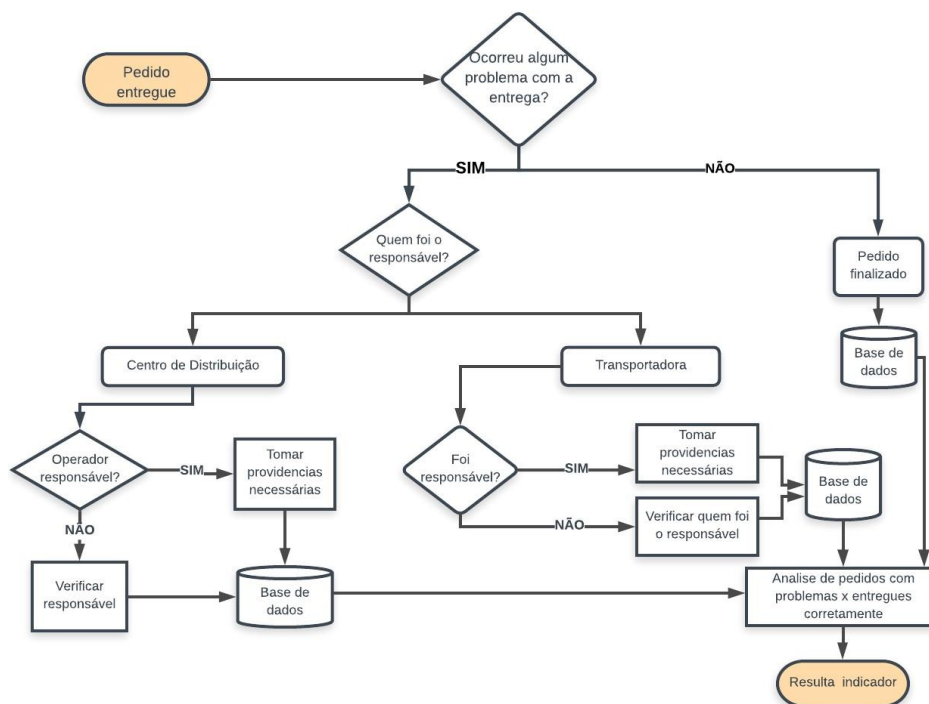 Pedido
entregue
Ocorreu algum
problema com a
entrega?
SIM
NÃO
Quem foi o
responsável?
Pedido
finalizado
Base de
dados
Centro de Distribuição
Transportadora
Operador
responsável?
SIM
Tomar
providencias
necessárias
NÃO
Verificar
responsável
Base de
dados
Foi
responsável?
SIM
Tomar
providencias
necessárias
NÃO
Verificar quem foi
o responsável
Base de
dados
Analise de pedidos com
problemas x entregues
corretamente
Resulta indicador